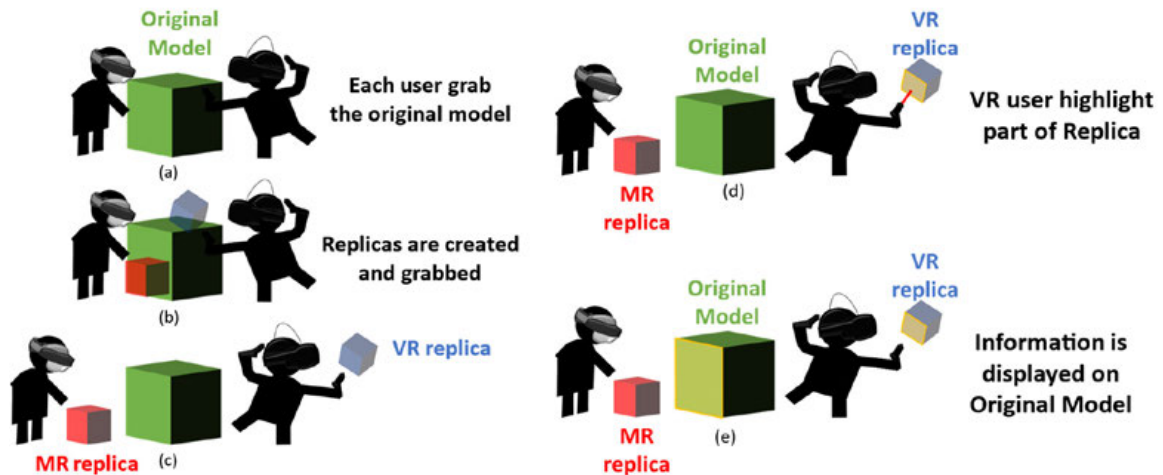 Original
Model
Each user grab
the original model
(a)
Replicas are created
and grabbed
(b)
VR replica
MR replica
(c)
VR
replica
Original
Model
VR user highlight
part of Replica
(d)
MR
replica
VR
replica
Original
Model
Information is
displayed on
Original Model
(e)
MR
replica